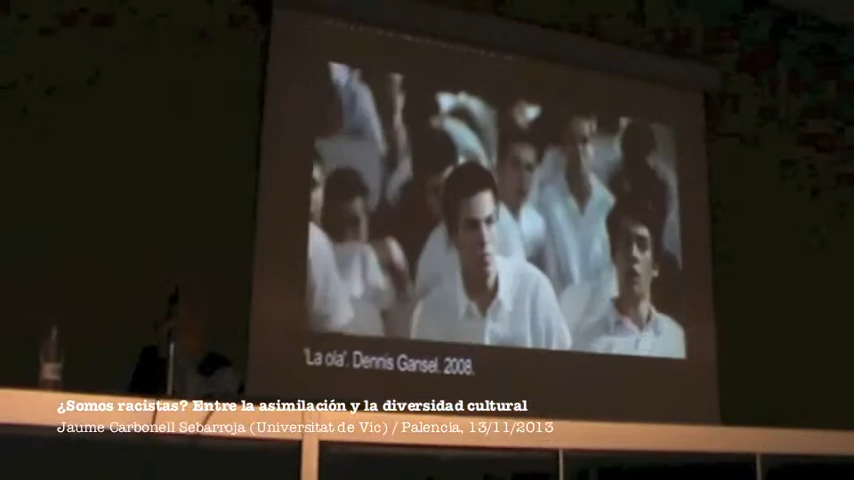 'La ola'. Dennis Gansel. 2008.
¿Somos racistas? Entre la asimilación y la diversidad cultural
Jaume Carbonell Sebarroja (Universitat de Vic) / Palencia, 13/11/2013